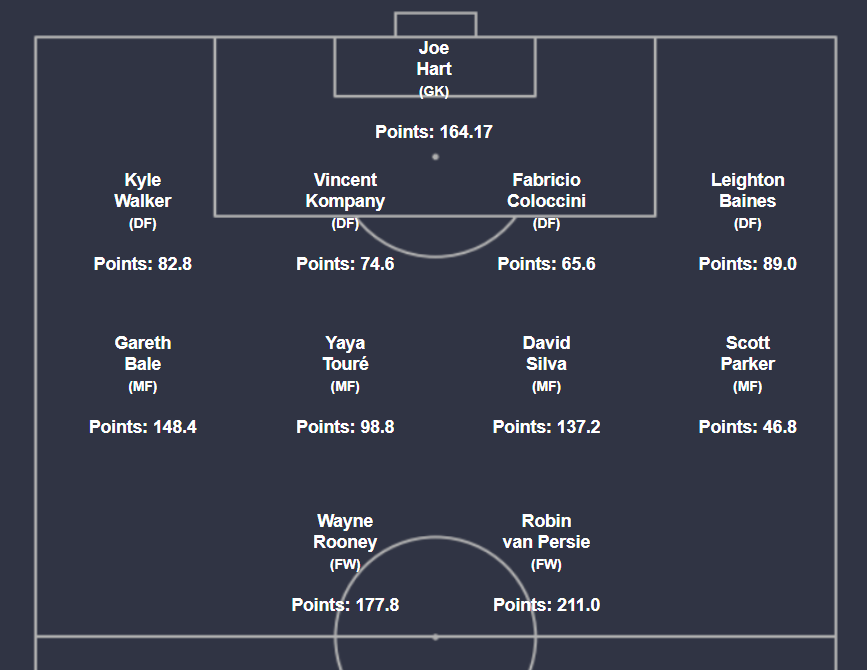 Joe
Hart
(GK)
Points: 164.17
Kyle
Walker
(DF)
Points: 82.8
Vincent
Kompany
(DF)
Points: 74.6
Fabricio
Coloccini
(DF)
Points: 65.6
Leighton
Baines
(DF)
Points: 89.0
Gareth
Bale
(MF)
Points: 148.4
Yaya
Touré
(MF)
Points: 98.8
David
Silva
(MF)
Points: 137.2
Scott
Parker
(MF)
Points: 46.8
Wayne
Rooney
(FW)
Points: 177.8
Robin
van Persie
(FW)
Points: 211.0